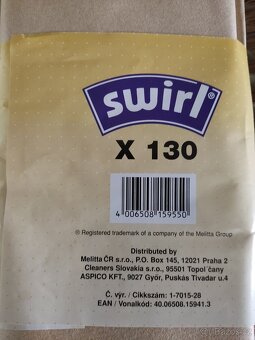 swirl®
X 130
4 006508 159550
® Registered trademark of a company of the Melitta Group
Distributed by
Melitta ČR s.r.o., P.O. Box 145, 12021 Praha 2
Cleaners Slovakia s.r.o., 95501 Topoľčany
ASPICO KFT., 9027 Győr, Puskás Tivadar u.4
Č. výr. / Cikkszám: 1-7015-28
EAN / Vonalkód: 40.06508.15941.3